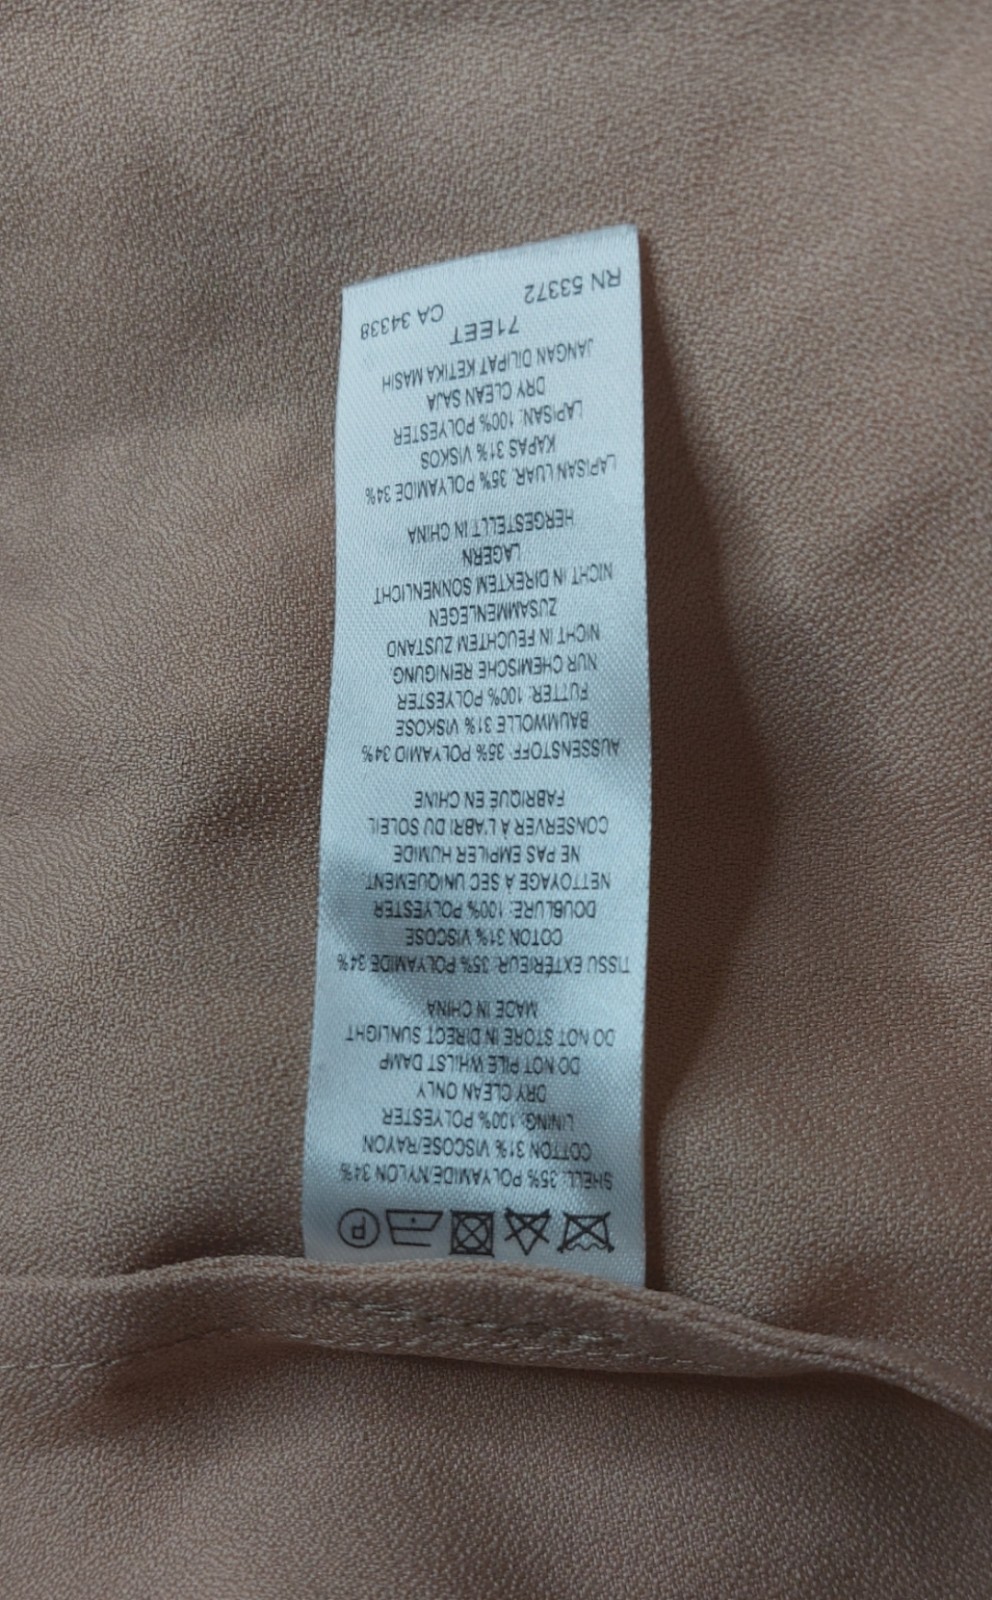 SHELL: 35% POLYAMIDE/NYLON 34%
COTTON 31% VISCOSE/RAYON
LINING: 100% POLYESTER
DRY CLEAN ONLY
DO NOT PILE WHILST DAMP
DO NOT STORE IN DIRECT SUNLIGHT
MADE IN CHINA
TISSU EXTÉRIEUR: 35% POLYAMIDE 34%
COTON 31% VISCOSE
DOUBLURE: 100% POLYESTER
NETTOYAGE À SEC UNIQUEMENT.
NE PAS EMPILER HUMIDE
CONSERVER À L'ABRI DU SOLEIL
FABRIQUÉ EN CHINE
AUSSENSTOFF: 35% POLYAMID 34%
BAUMWOLLE 31% VISKOSE
FUTTER: 100% POLYESTER
NUR CHEMISCHE REINIGUNG.
NICHT IN FEUCHTEM ZUSTAND
ZUSAMMENLEGEN
NICHT IN DIREKTEM SONNENLICHT
LAGERN
HERGESTELLT IN CHINA
LAPISAN LUAR: 35% POLYAMIDE 34%
KAPAS 31% VISKOS
LAPISAN: 100% POLYESTER
DRY CLEAN SAJA
JANGAN DILIPAT KETIKA MASIH
71EET
RN 53372 CA 34338